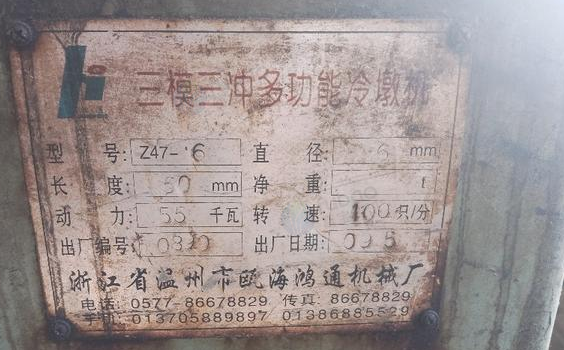 三模三冲多功能冷墩机
型 号: Z47- 6 直 径: 6 mm
长 度: 60 mm 净 重: t
动 力: 55 千瓦 转 速: 100 只/分
出厂编号: 出厂日期:
浙江省温州市瓯海鸿通机械厂
电话: 0577-86678829 传真: 86678829
手机: 013705889897 01386885529